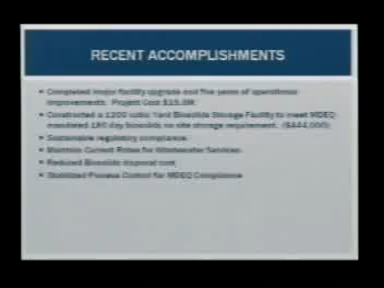 RECENT ACCOMPLISHMENTS
Completed major facility upgrade and five years of operational
improvements. Project Cost
Constructed a 1200 cubic Yard Biosolids Storage Facility to meet MDEQ
mandated 180 day biosolids on site storage requirement. ($444,000)
Sustainable regulatory compliance.
Maintain Current Rates for Wastewater Services.
Reduced Biosolids disposal cost
Stabilized Process Control for MDEQ Compliance